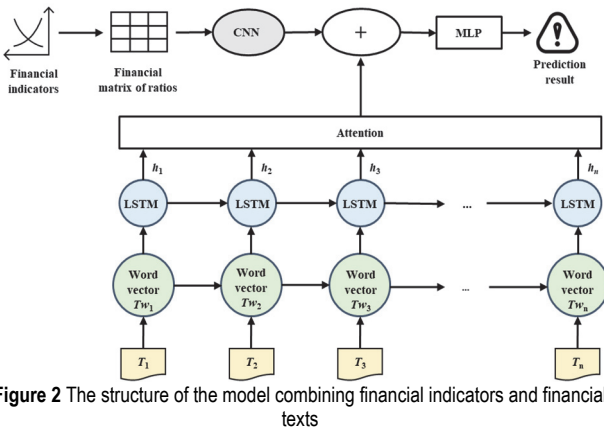 CNN
+
MLP
Financial
indicators
Financial
matrix of ratios
Prediction
result
Attention
h1
h2
h3
hn
LSTM
LSTM
LSTM
...
LSTM
Word
vector
Tw1
Word
vector
Tw2
Word
vector
Tw3
...
Word
vector
Twn
T1
T2
T3
Tn
Figure 2 The structure of the model combining financial indicators and financial
texts